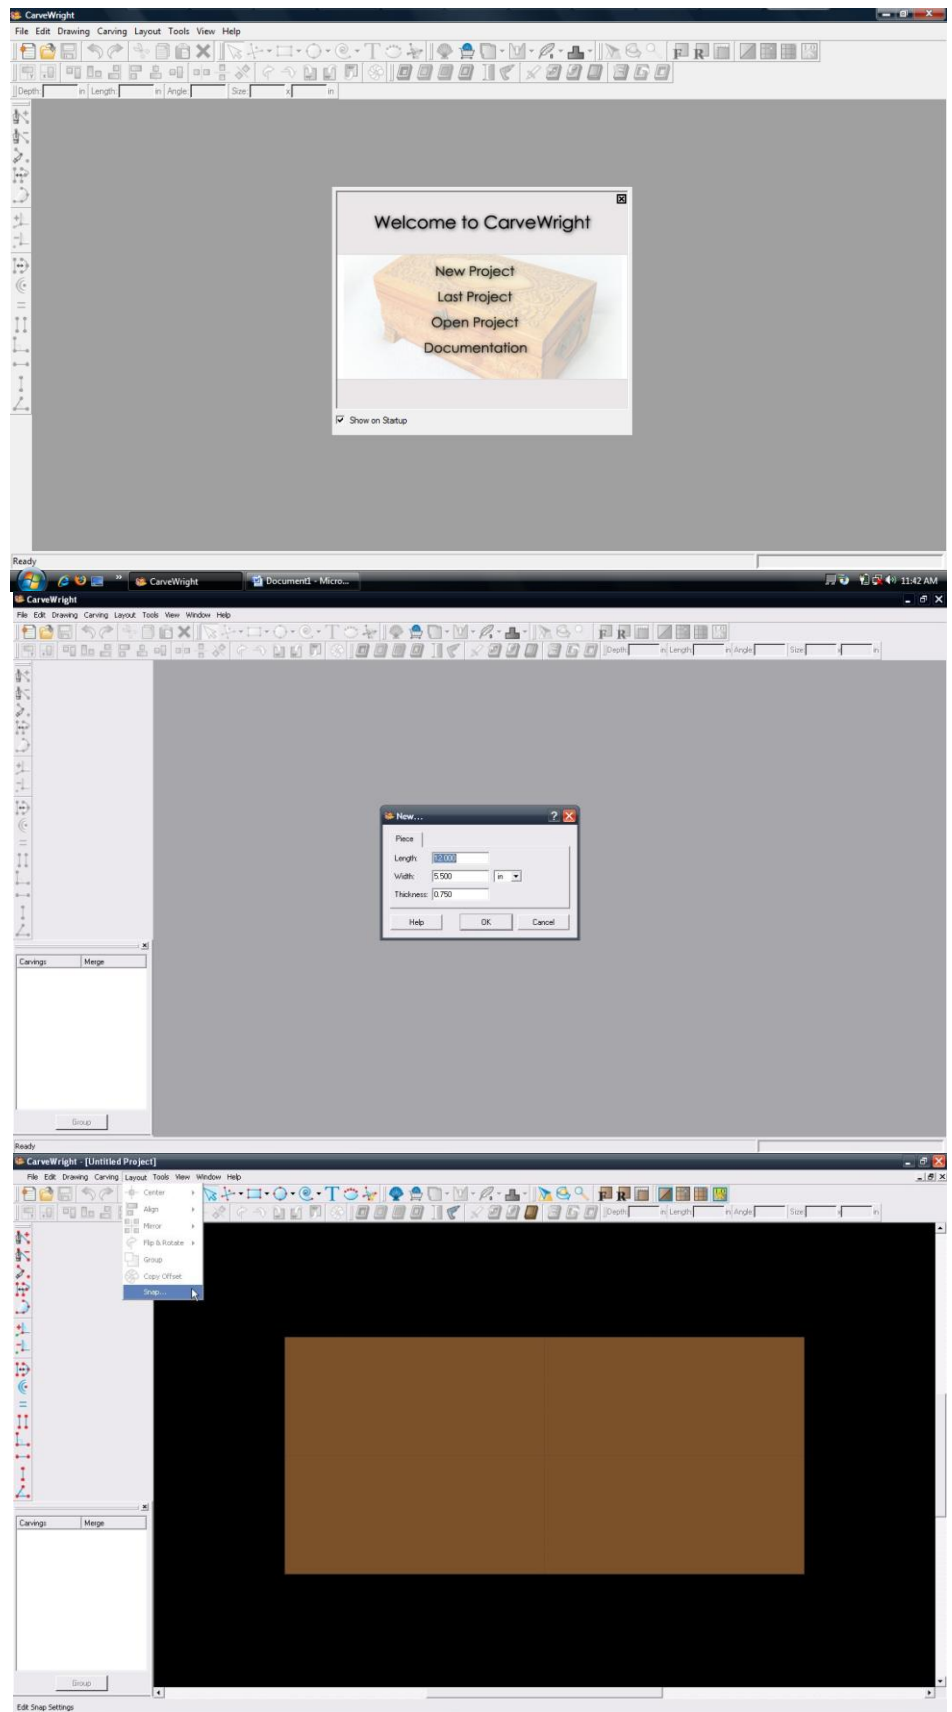 CarveWright
File Edit Drawing Carving Layout Tools View Help
T F R
Depth: in Length: in Angle: Size: x in
Welcome to CarveWright
New Project
Last Project
Open Project
Documentation
Show on Startup
Ready
CarveWright Document1 - Micro... 11:42 AM
CarveWright
File Edit Drawing Carving Layout Tools View Window Help
T F R
Depth: in Length: in Angle: Size: x in
New...
Piece
Length: 12.000
Width: 5.500 in
Thickness: 0.750
Help OK Cancel
Carvings Merge
Group
Ready
CarveWright - [Untitled Project]
File Edit Drawing Carving Layout Tools View Window Help
Center
T F R
Align
Depth: in Length: in Angle: Size: x in
Mirror
Flip & Rotate
Group
Copy Offset
Snap...
Carvings Merge
Group
Edit Snap Settings